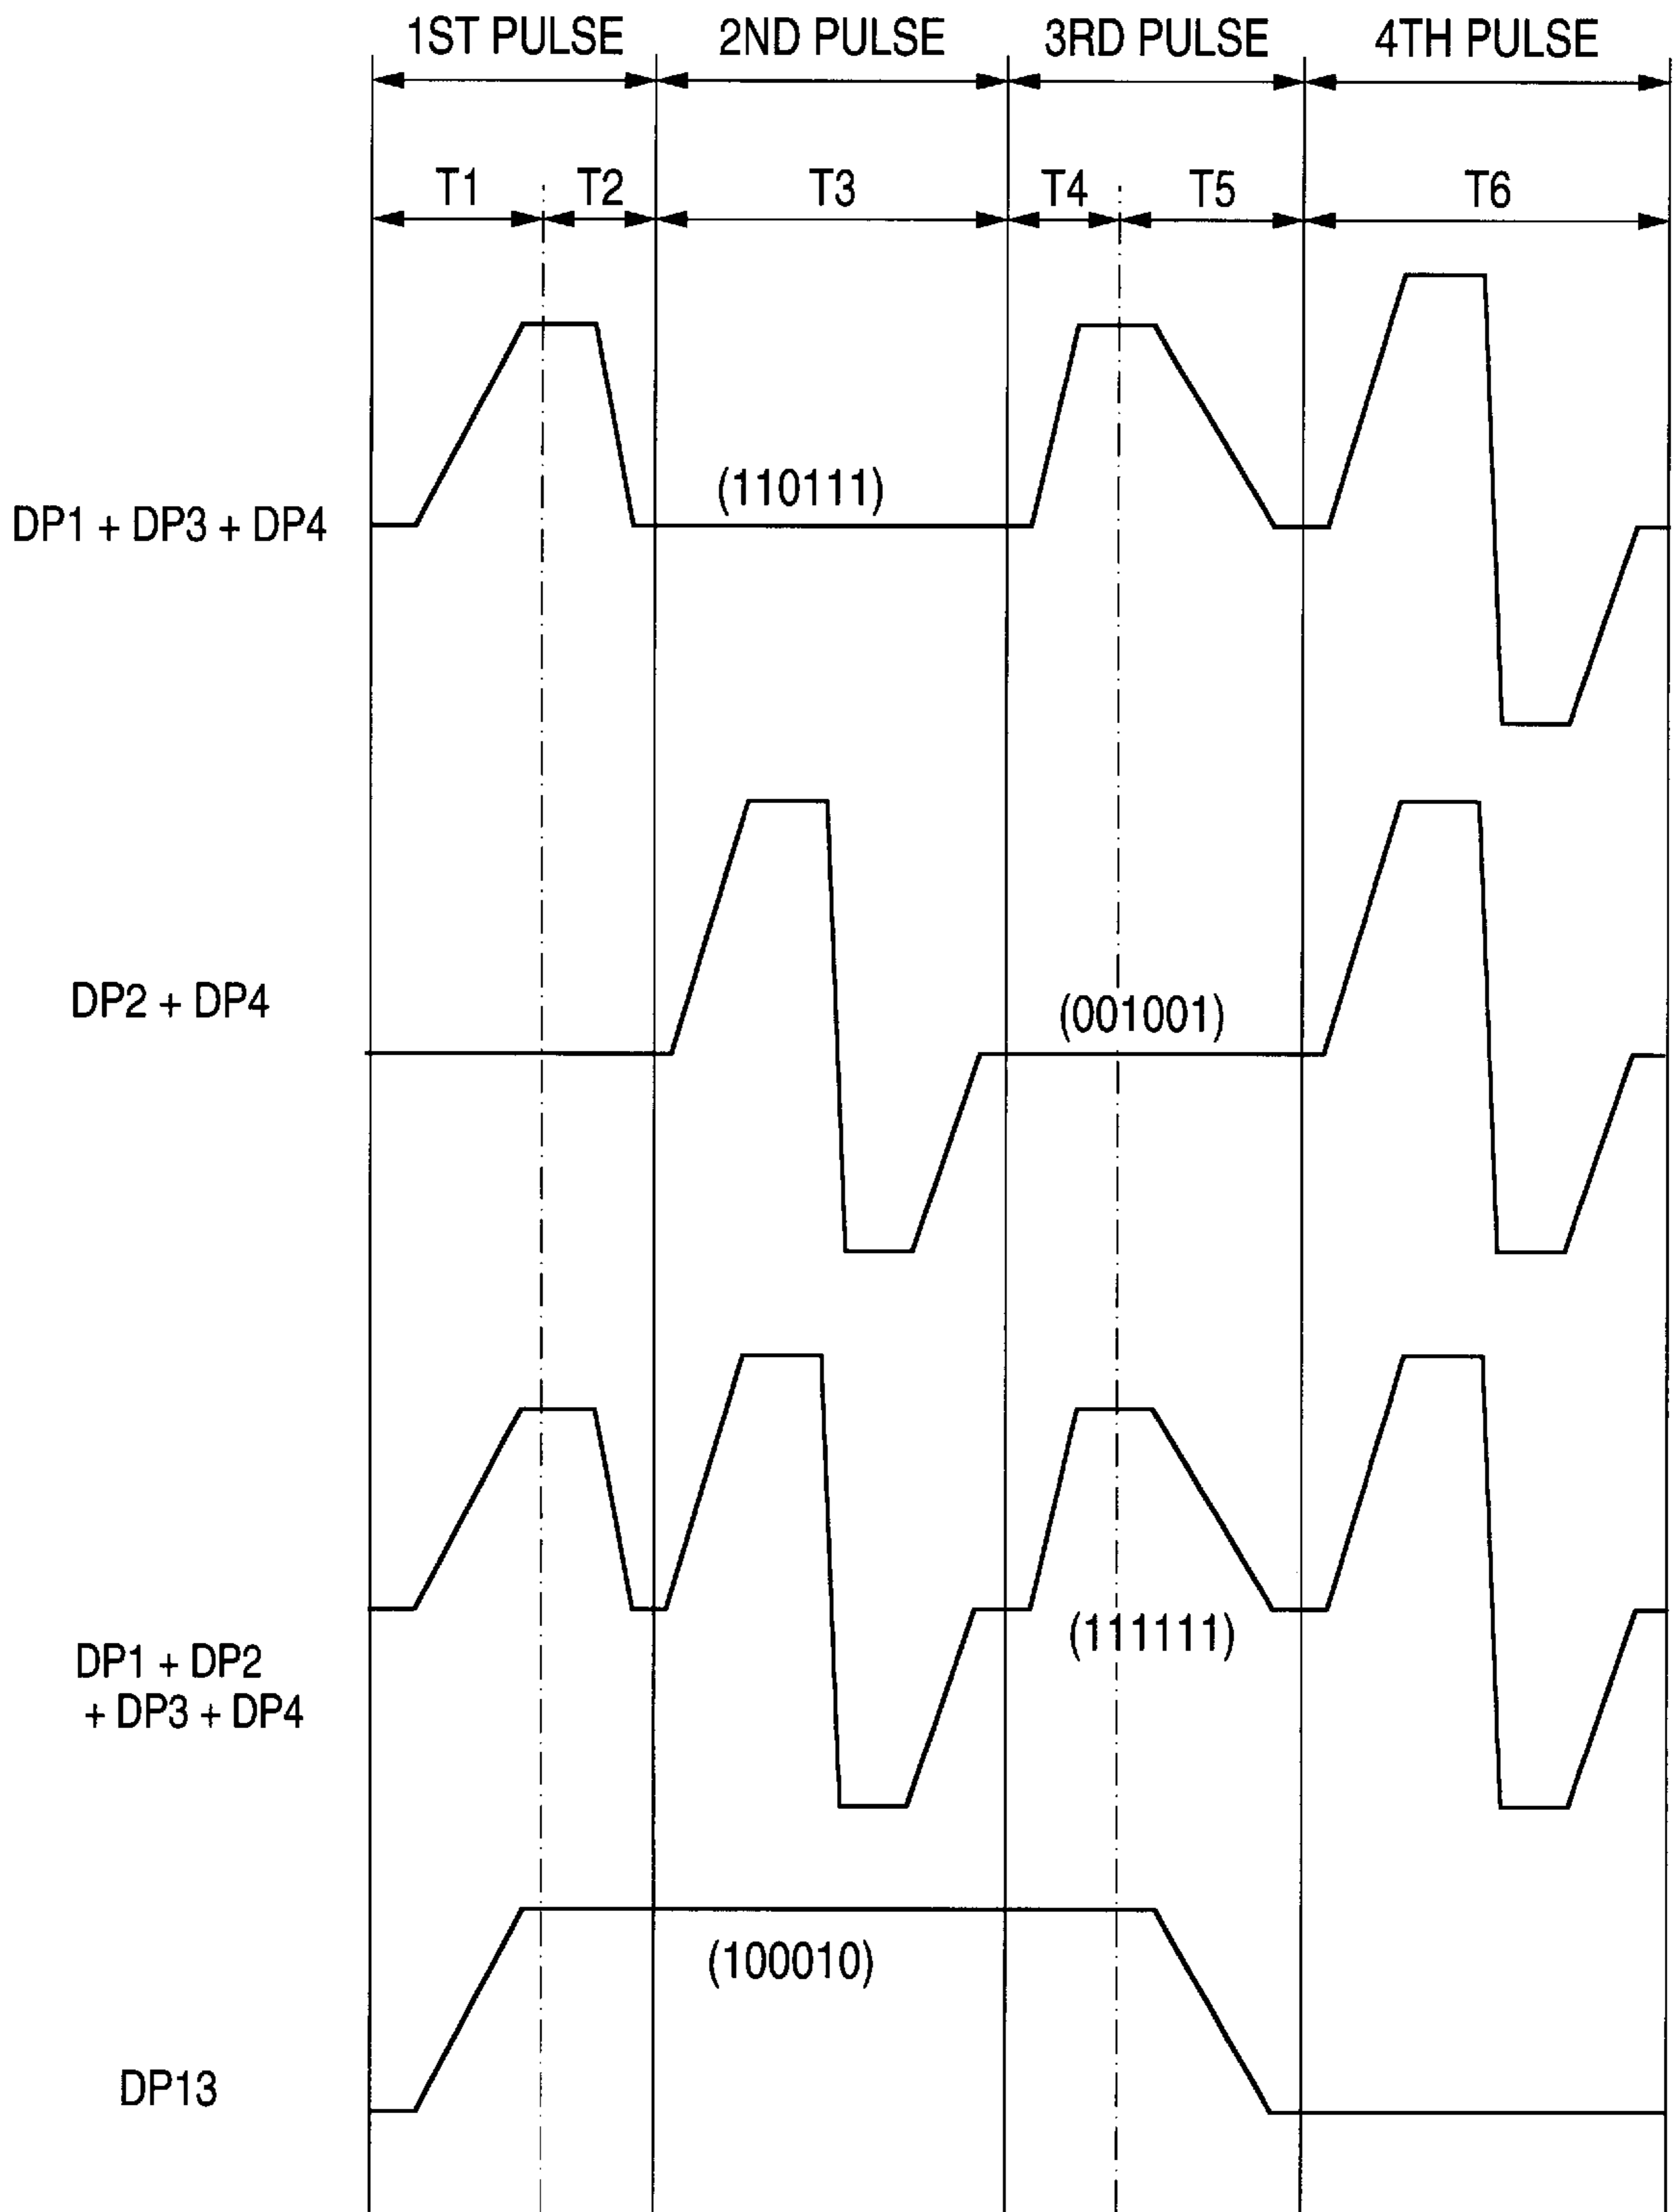 1ST PULSE 2ND PULSE 3RD PULSE 4TH PULSE
T1 T2 T3 T4 T5 T6
(110111)
DP1 + DP3 + DP4
DP2 + DP4
(001001)
(111111)
DP1 + DP2
+ DP3 + DP4
(100010)
DP13